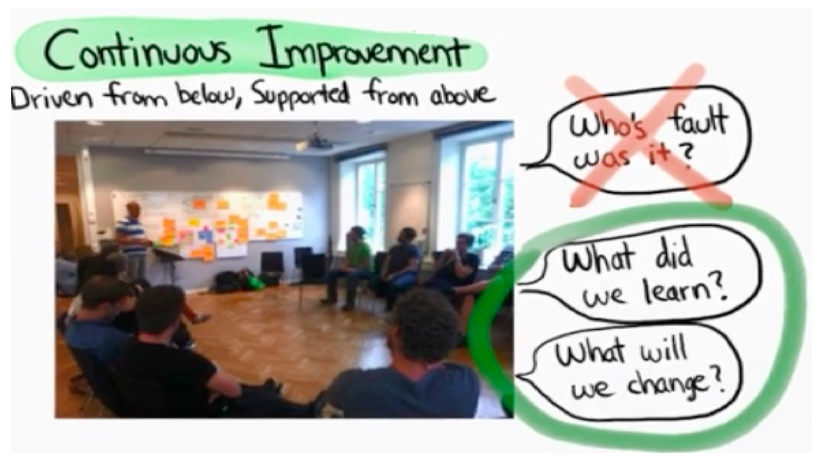 Continuous Improvement
Driven from below, Supported from above
Who's fault
was it?
What did
we learn?
What will
we change?